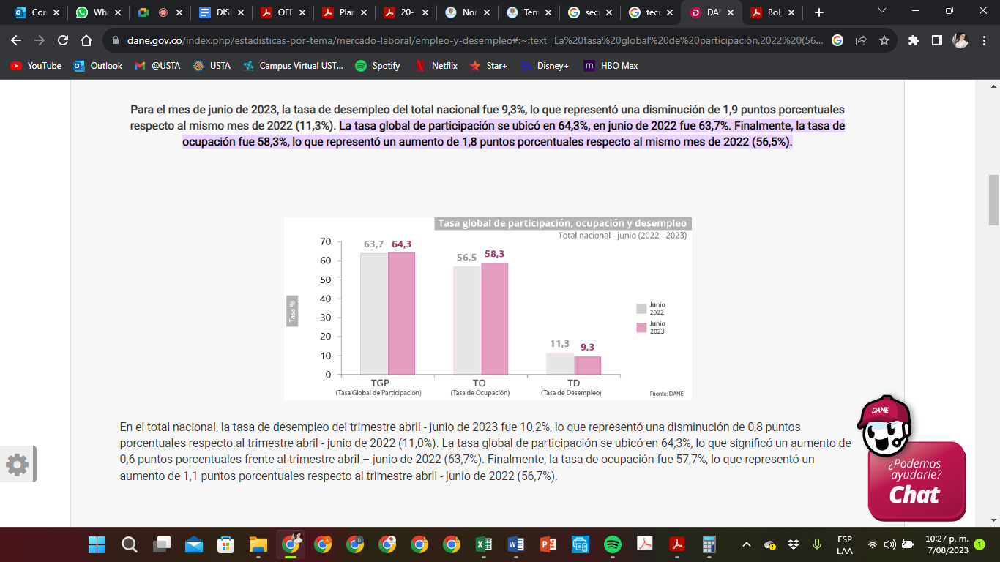 Cor
Wha
DISI
OEE
Plar
20-
Nor
Tem
secr
tecr
DAN
Bol_
dane.gov.co/index.php/estadisticas-por-tema/mercado-laboral/empleo-y-desempleo#:~:text=La%20tasa%20global%20de%20participación,2022%20(56...
YouTube
Outlook
@USTA
USTA
Campus Virtual UST...
Spotify
Netflix
Star+
Disney+
HBO Max
Para el mes de junio de 2023, la tasa de desempleo del total nacional fue 9,3%, lo que representó una disminución de 1,9 puntos porcentuales
respecto al mismo mes de 2022 (11,3%). La tasa global de participación se ubicó en 64,3%, en junio de 2022 fue 63,7%. Finalmente, la tasa de
ocupación fue 58,3%, lo que representó un aumento de 1,8 puntos porcentuales respecto al mismo mes de 2022 (56,5%).
Tasa global de participación, ocupación y desempleo
Total nacional - junio (2022 - 2023)
Tasa %
70
60
50
40
30
20
10
0
63,7 64,3
56,5 58,3
11,3 9,3
Junio
2022
Junio
2023
TGP
(Tasa Global de Participación)
TO
(Tasa de Ocupación)
TD
(Tasa de Desempleo)
Fuente: DANE
En el total nacional, la tasa de desempleo del trimestre abril - junio de 2023 fue 10,2%, lo que representó una disminución de 0,8 puntos
porcentuales respecto al trimestre abril - junio de 2022 (11,0%). La tasa global de participación se ubicó en 64,3%, lo que significó un aumento de
0,6 puntos porcentuales frente al trimestre abril – junio de 2022 (63,7%). Finalmente, la tasa de ocupación fue 57,7%, lo que representó un
aumento de 1,1 puntos porcentuales respecto al trimestre abril - junio de 2022 (56,7%).
DANE
¿Podemos
ayudarle?
Chat
ESP
LAA
10:27 p. m.
7/08/2023
1